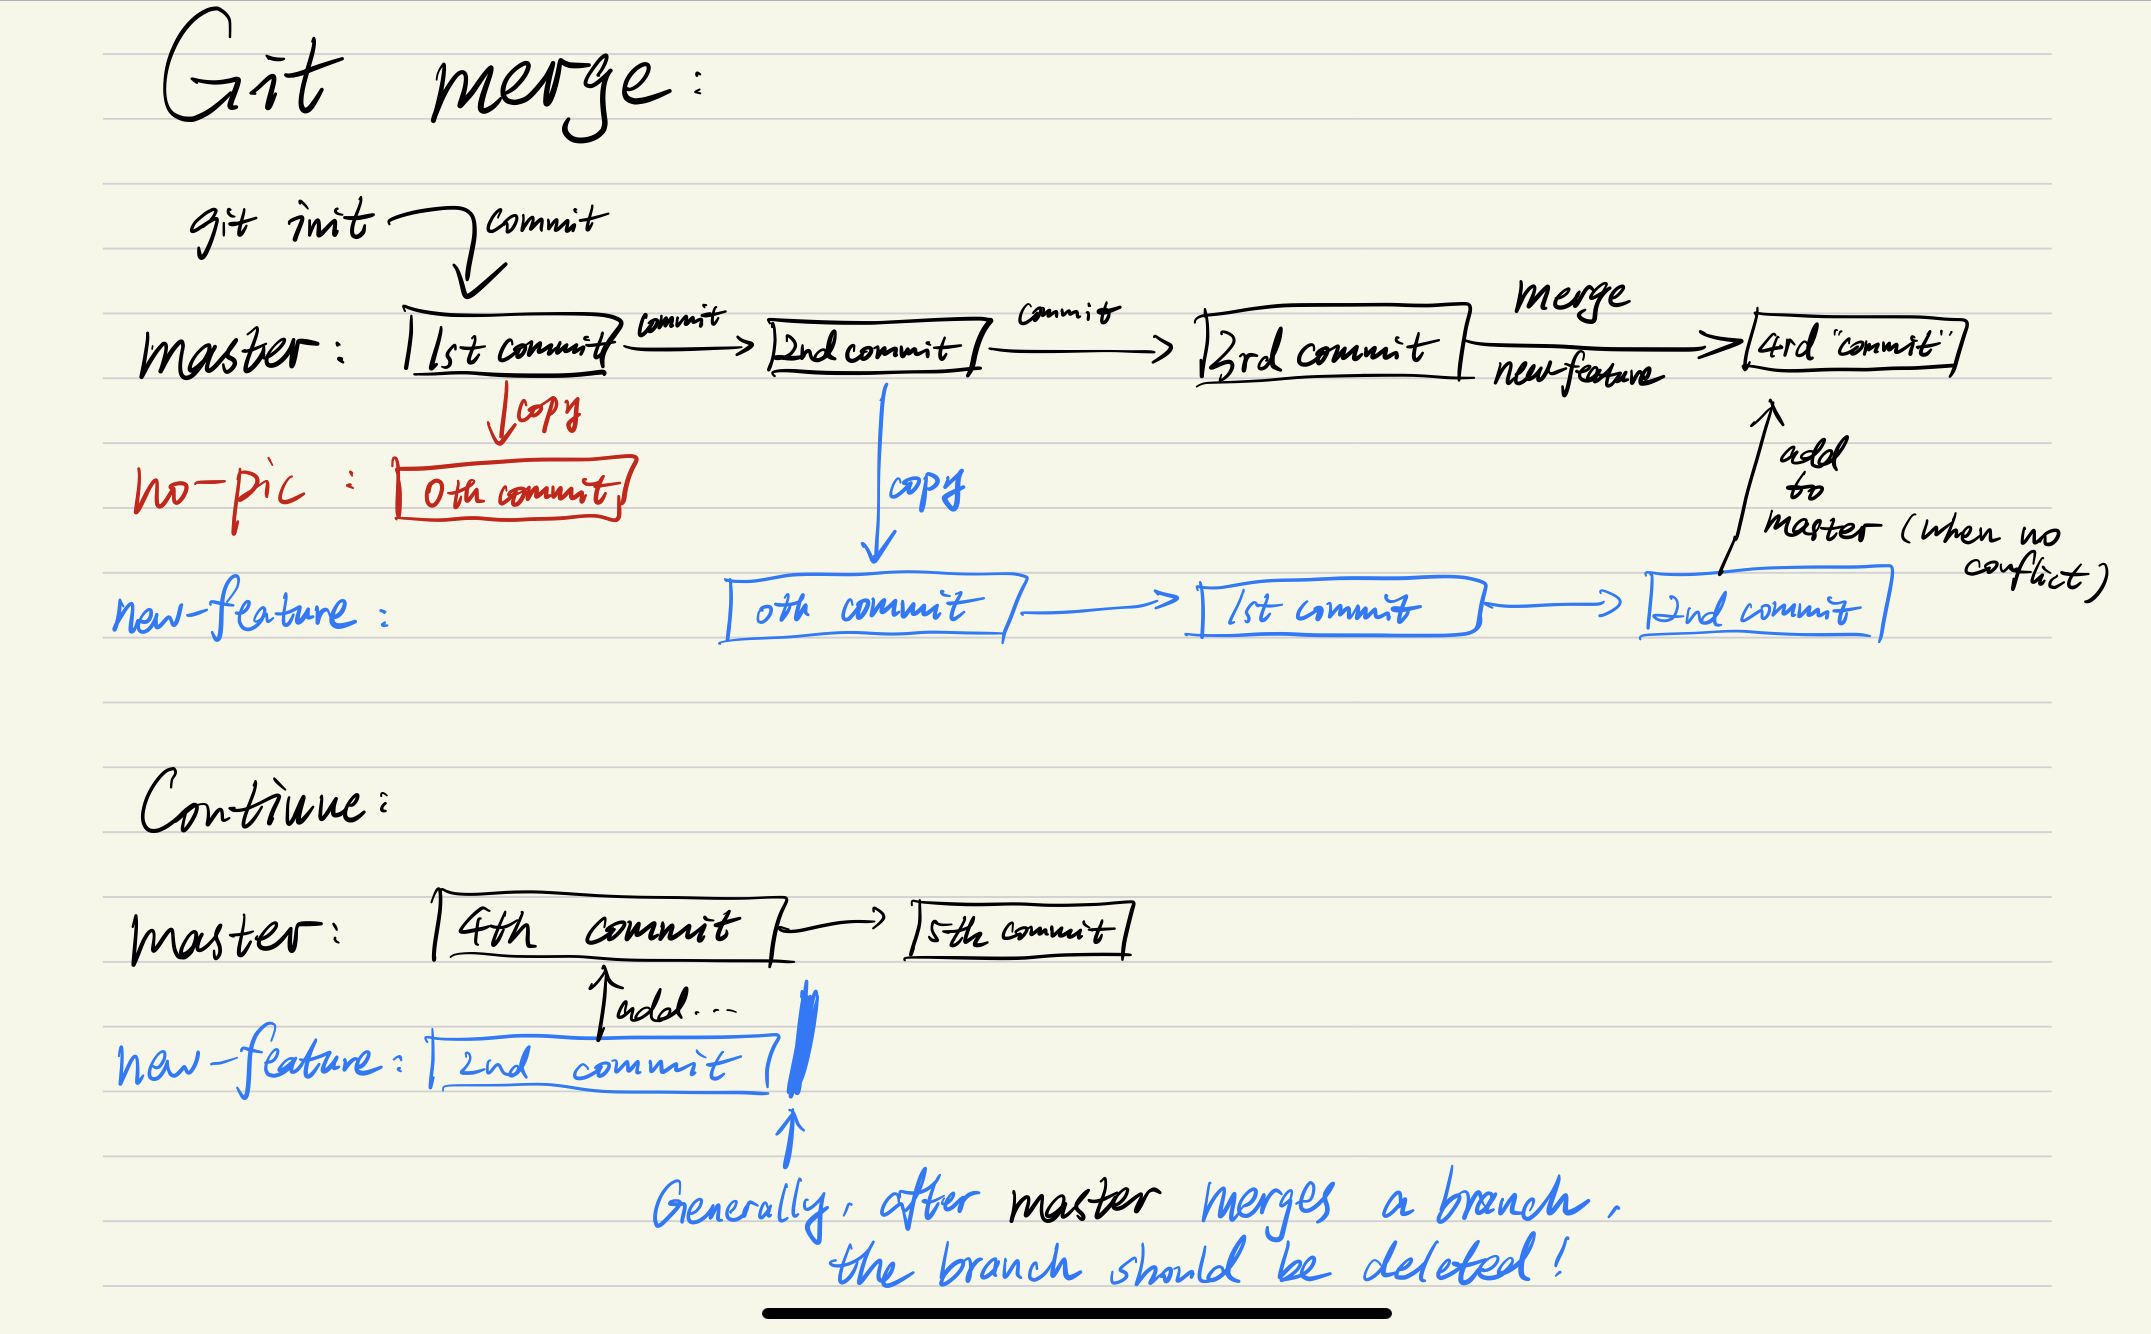 Git merge:
git init commit
master: 1st commit commit 2nd commit commit 3rd commit merge new-feature 4rd "commit"
copy
no-pic : 0th commit
copy
add
to
master (when no
conflict)
new-feature : 0th commit 1st commit 2nd commit
Continue:
master: 4th commit 5th commit
add...
new-feature: 2nd commit
Generally, after master merges a branch,
the branch should be deleted!